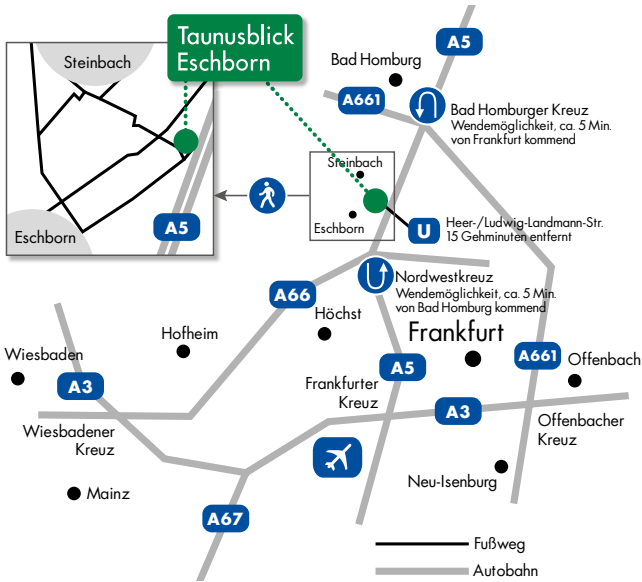 Taunusblick
Eschborn
Steinbach
Eschborn
A5
A5
Bad Homburg
A661
Bad Homburger Kreuz
Wendemöglichkeit, ca. 5 Min.
von Frankfurt kommend
Steinbach
Eschborn
U
Heer-/Ludwig-Landmann-Str.
15 Gehminuten entfernt
Nordwestkreuz
Wendemöglichkeit, ca. 5 Min.
von Bad Homburg kommend
A66
Höchst
Hofheim
Frankfurt
Wiesbaden
A3
A5
A661
Offenbach
Frankfurter
Kreuz
A3
Offenbacher
Kreuz
Wiesbadener
Kreuz
Mainz
Neu-Isenburg
A67
Fußweg
Autobahn